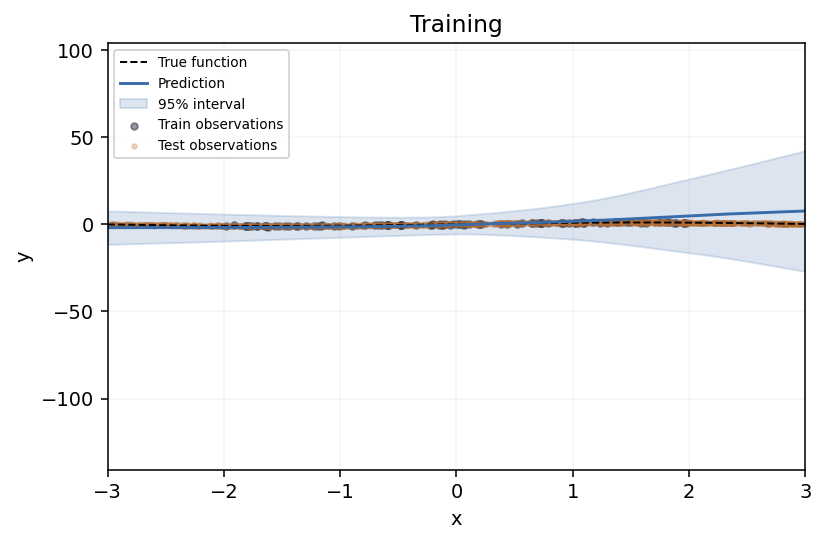 Training
100
50
0
−50
−100
y
True function
Prediction
95% interval
Train observations
Test observations
−3
−2
−1
0
1
2
3
x